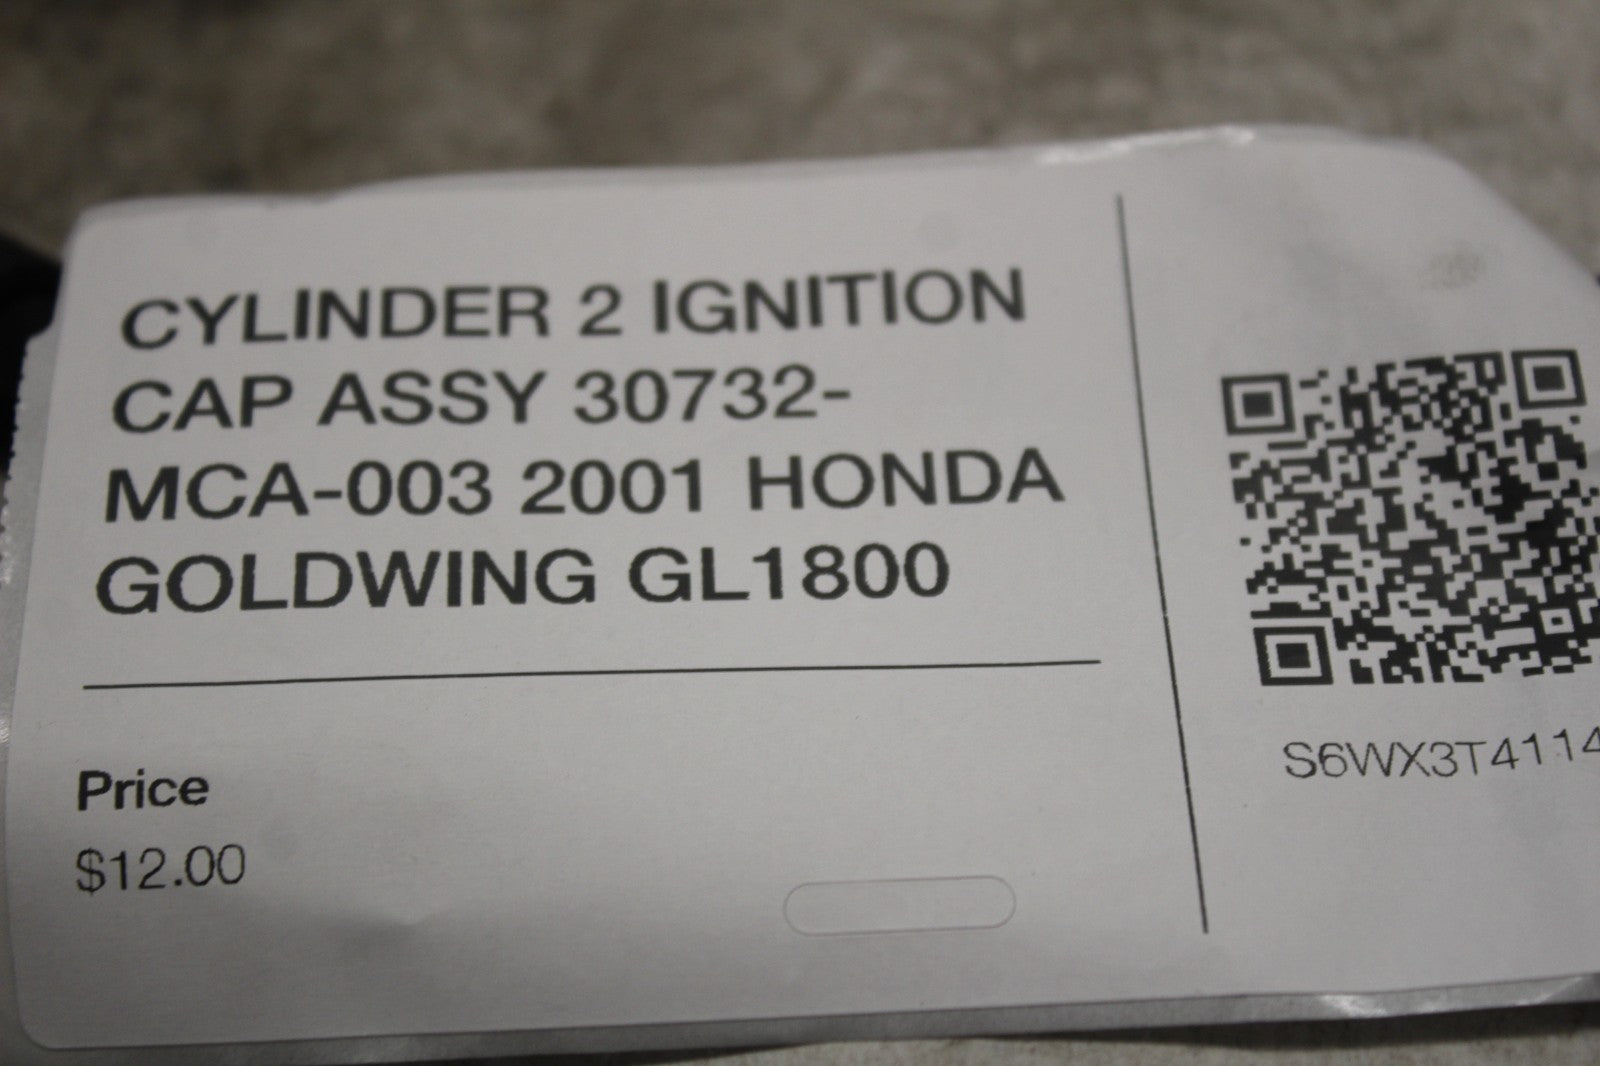 CYLINDER 2 IGNITION
CAP ASSY 30732-
MCA-003 2001 HONDA
GOLDWING GL1800
Price
$12.00
S6WX3T4114